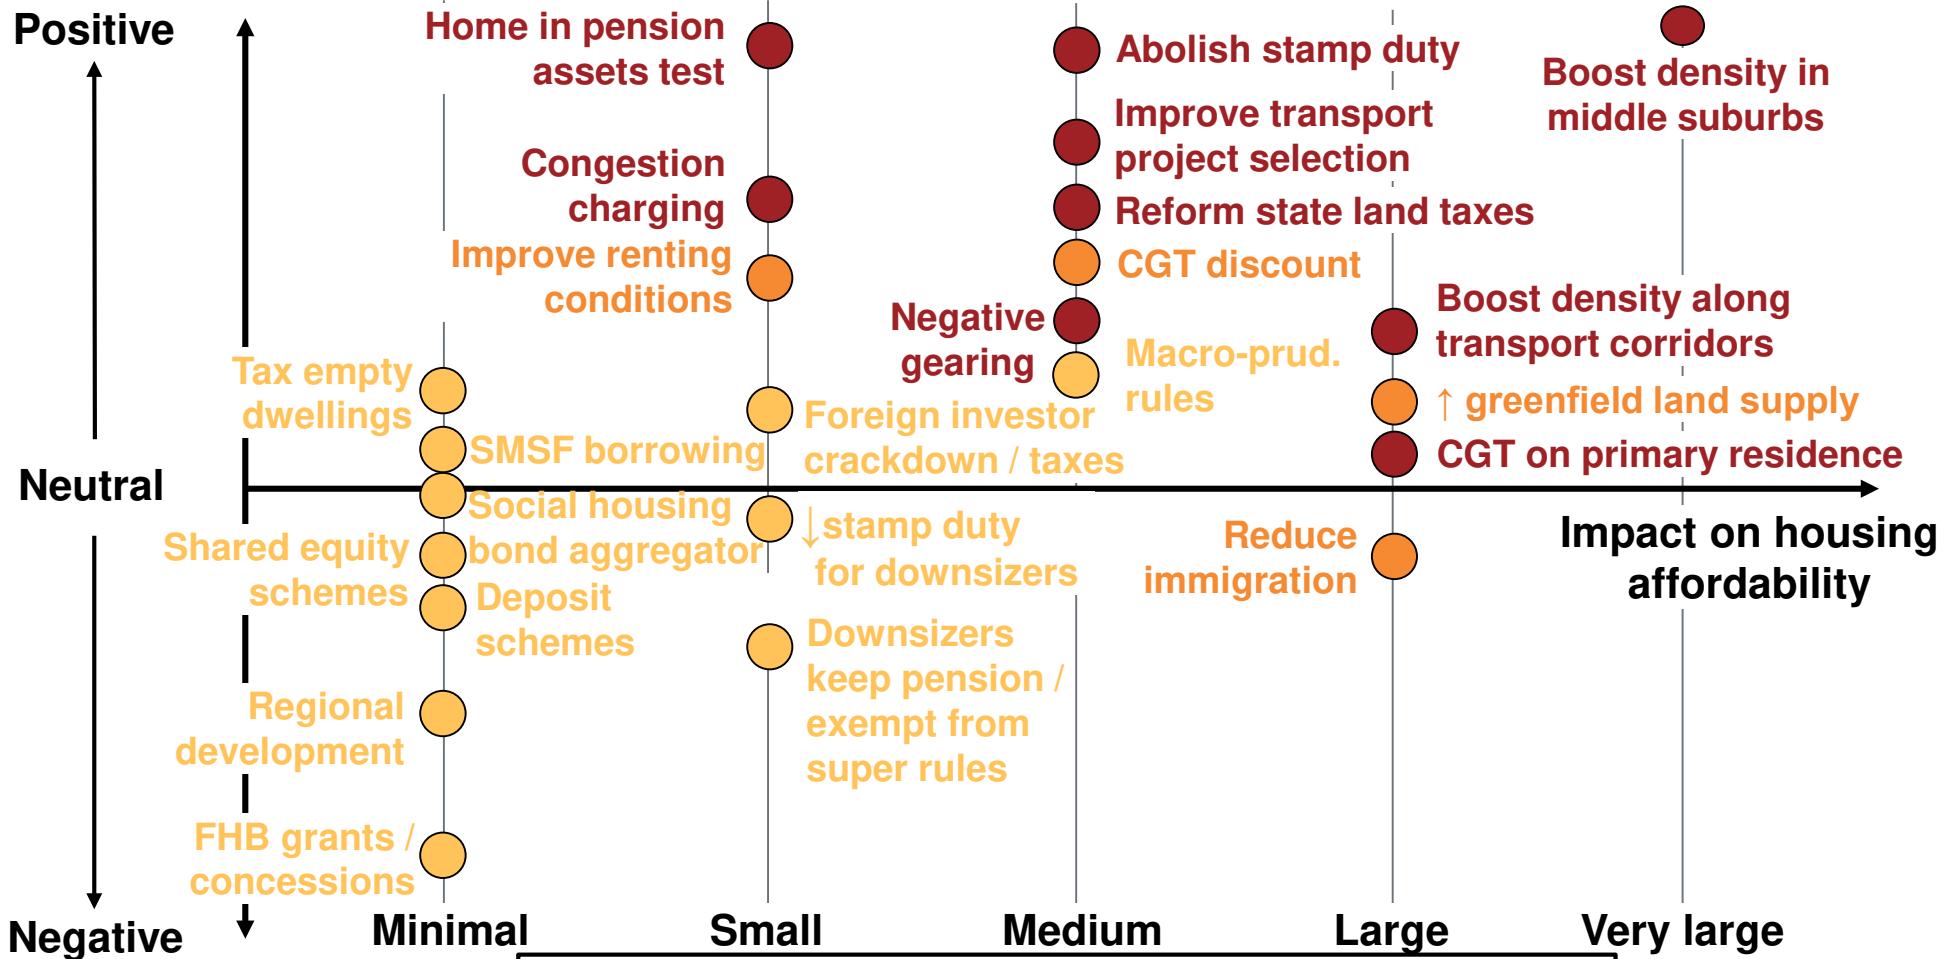 Positive
Neutral
Negative
Home in pension
assets test
Congestion
charging
Improve renting
conditions
Abolish stamp duty
Improve transport
project selection
Reform state land taxes
CGT discount
Negative
gearing
Macro-prud.
rules
Boost density in
middle suburbs
Boost density along
transport corridors
↑ greenfield land supply
CGT on primary residence
Tax empty
dwellings
SMSF borrowing
Foreign investor
crackdown / taxes
Social housing
bond aggregator
Shared equity
schemes
Deposit
schemes
↓stamp duty
for downsizers
Reduce
immigration
Impact on housing
affordability
Downsizers
keep pension /
exempt from
super rules
Regional
development
FHB grants /
concessions
Minimal
Small
Medium
Large
Very large